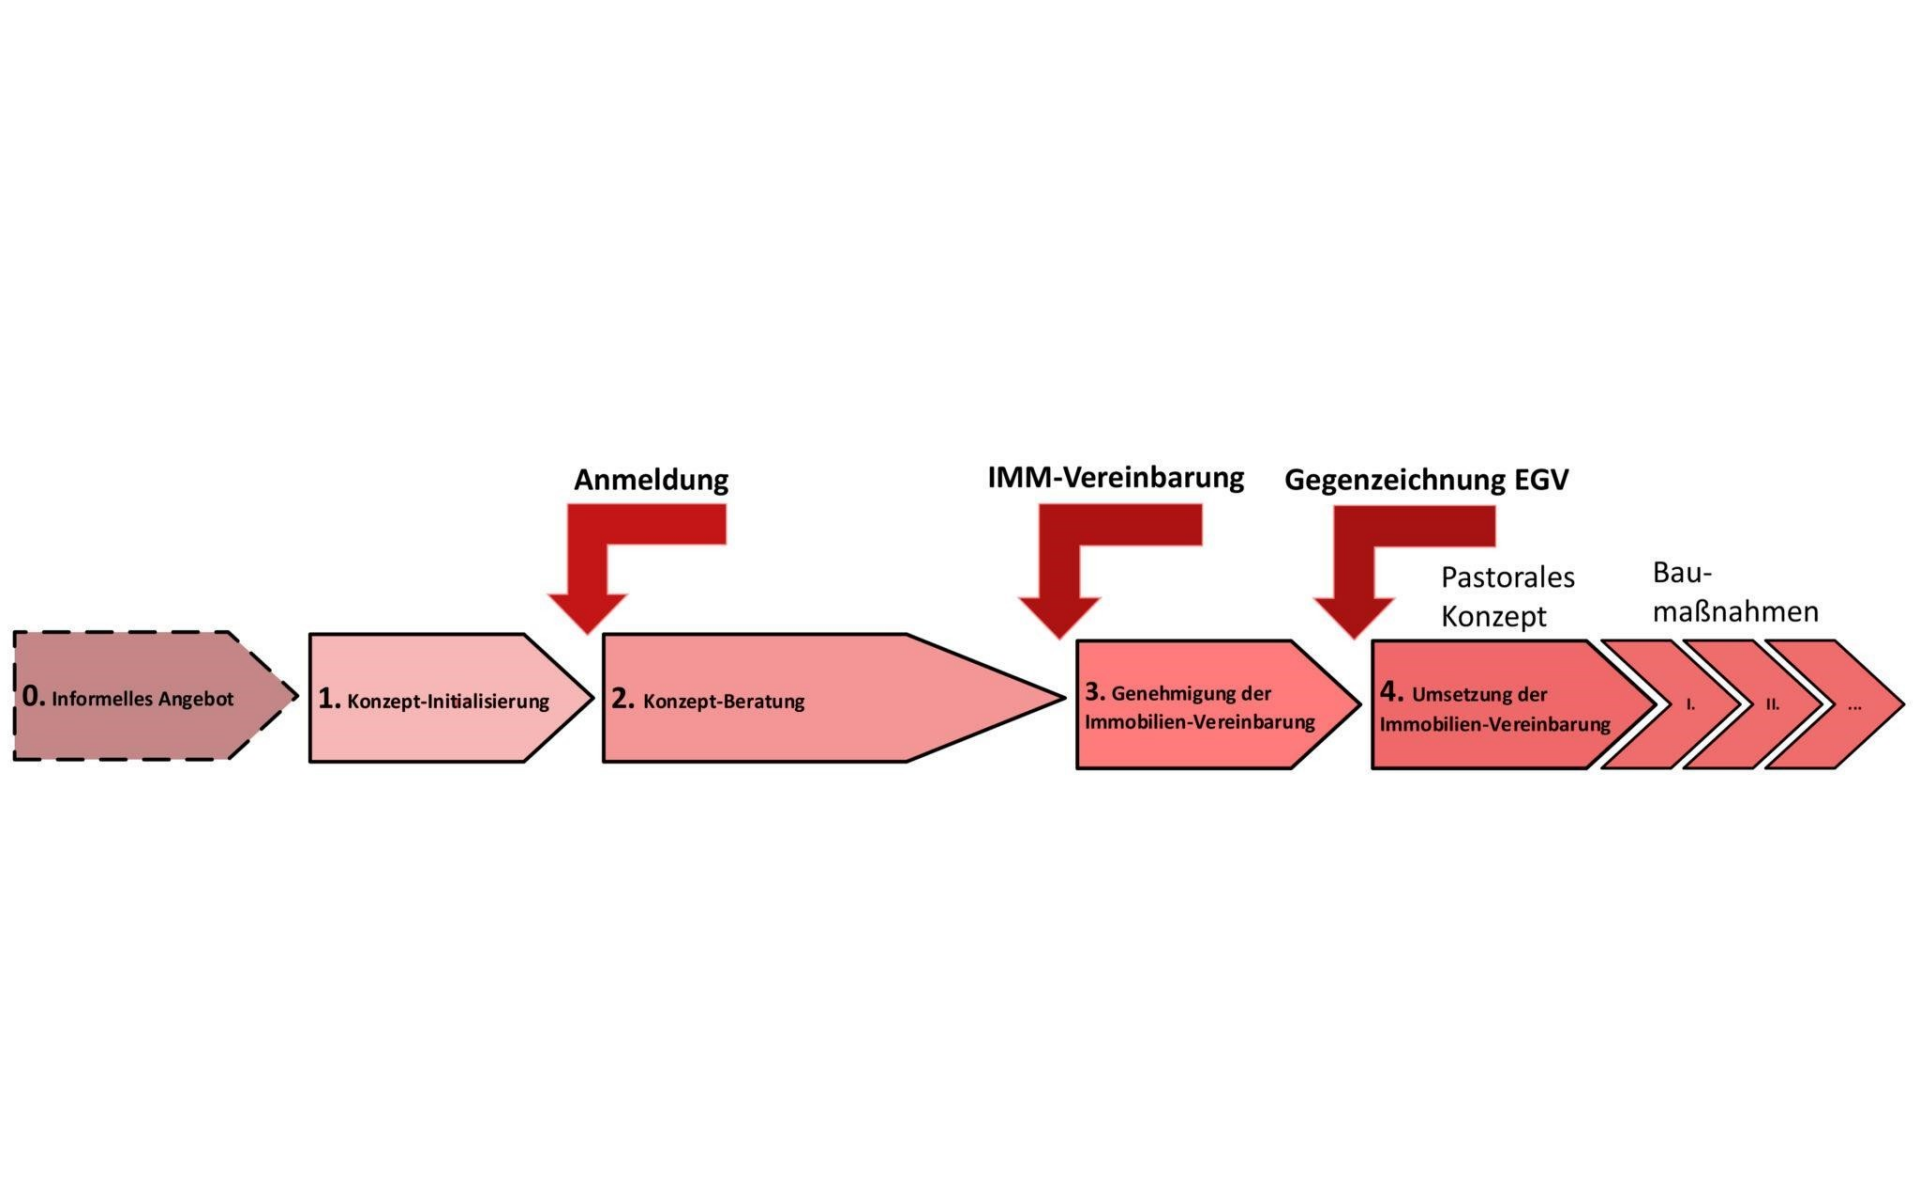 Anmeldung
IMM-Vereinbarung
Gegenzeichnung EGV
Pastorales
Konzept
Bau-
maßnahmen
0. Informelles Angebot
1. Konzept-Initialisierung
2. Konzept-Beratung
3. Genehmigung der
Immobilien-Vereinbarung
4. Umsetzung der
Immobilien-Vereinbarung
I.
II.
...